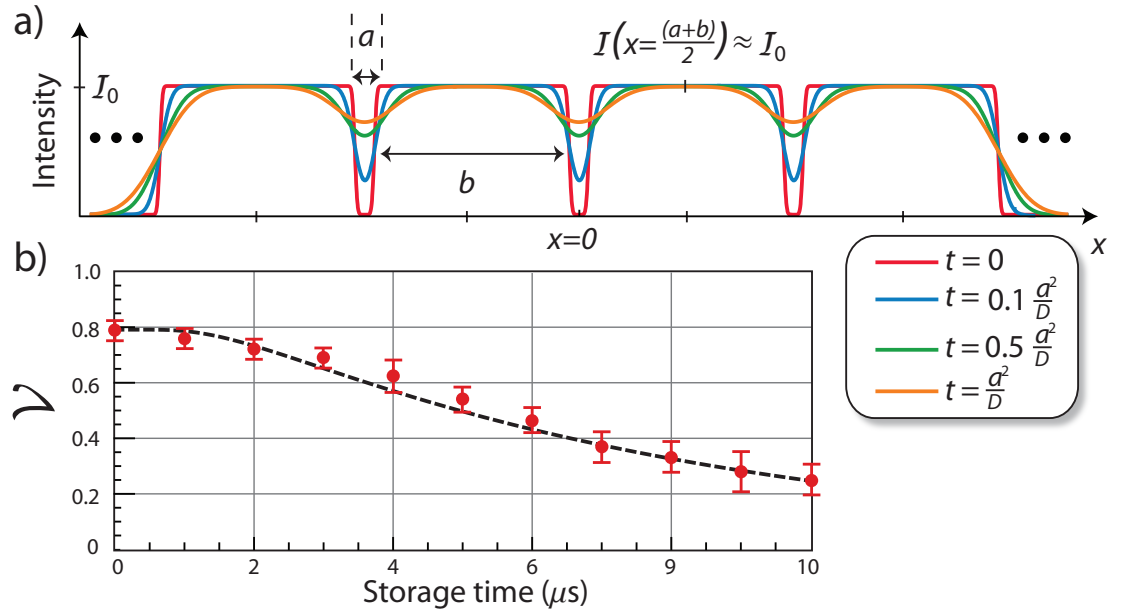 a)
a
I(x=(a+b)/2) ≈ I₀
I₀
Intensity
b
x=0
x
t = 0
t = 0.1 a²/D
t = 0.5 a²/D
t = a²/D
b)
1.0
0.8
0.6
0.4
0.2
0
𝒱
0 2 4 6 9 10
Storage time (μs)